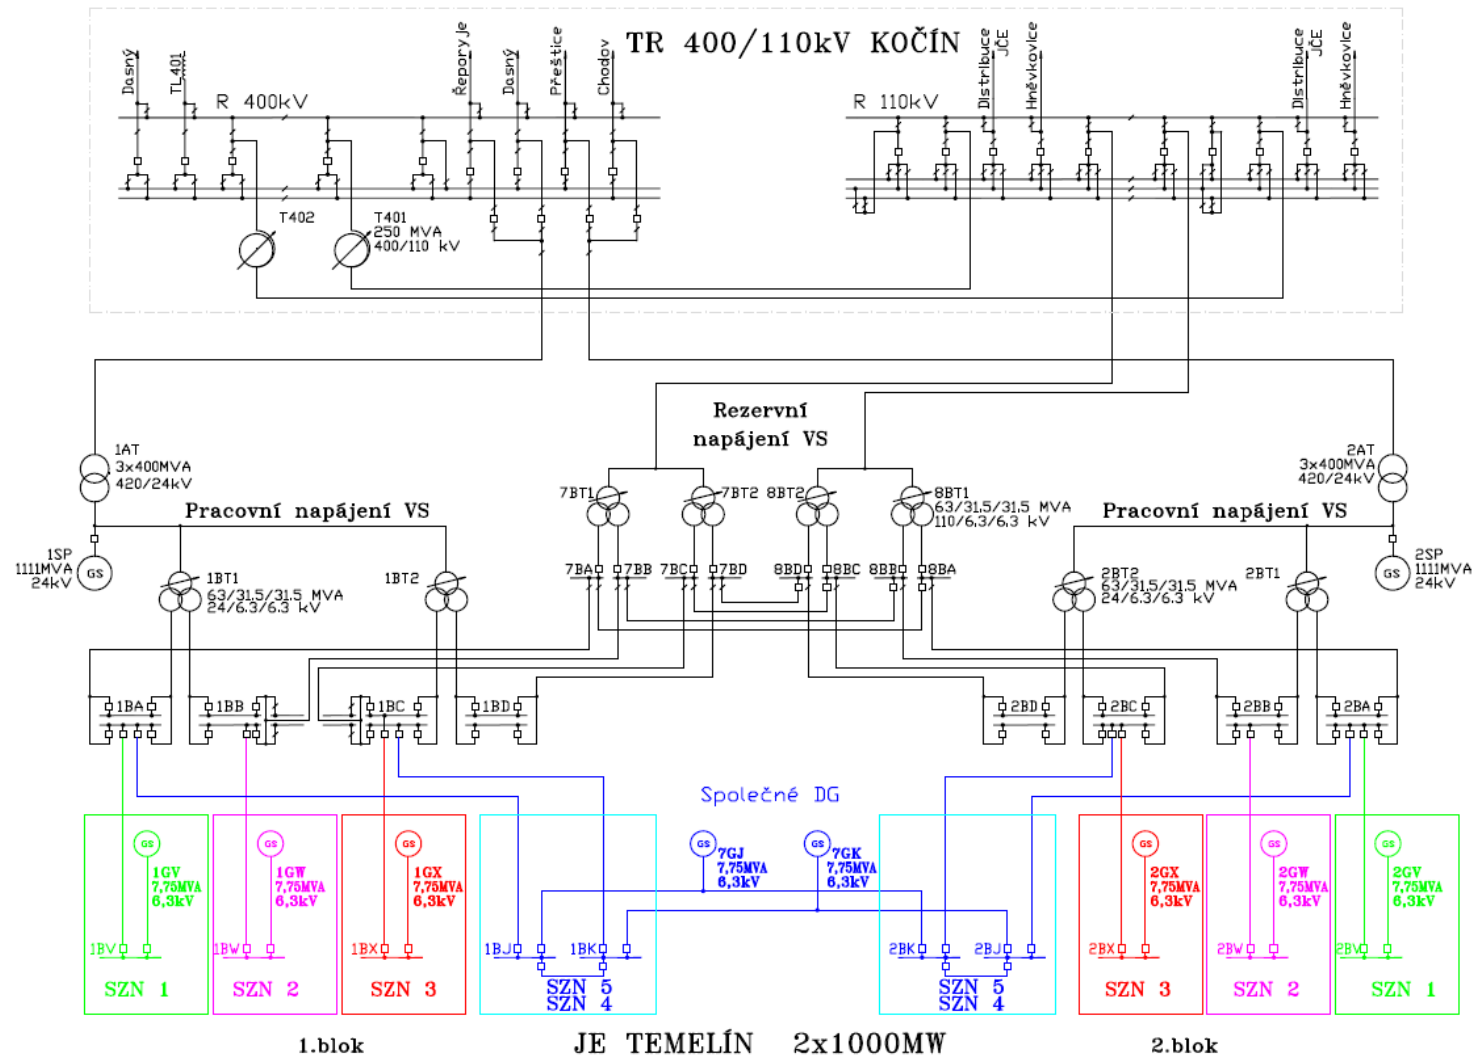 TR 400/110kV KOČÍN
Dasný
TL401
Řeporyje
Dasný
Přeštice
Chodov
Distribuce
JČE
Hněvkovice
Distribuce
JČE
Hněvkovice
R 400kV
R 110kV
T402
T401
250 MVA
400/110 kV
Rezervní
napájení VS
1AT
3x400MVA
420/24kV
2AT
3x400MVA
420/24kV
Pracovní napájení VS
Pracovní napájení VS
7BT1
7BT2
8BT2
8BT1
63/31.5/31.5 MVA
110/6.3/6.3 kV
1SP
1111MVA
24kV
GS
2SP
1111MVA
24kV
GS
7BA
7BB
7BC
7BD
8BD
8BC
8BB
8BA
1BT1
63/31.5/31.5 MVA
24/6.3/6.3 kV
1BT2
2BT2
63/31.5/31.5 MVA
24/6.3/6.3 kV
2BT1
1BA
1BB
1BC
1BD
2BD
2BC
2BB
2BA
Společné DG
GS
1GV
7,75MVA
6,3kV
GS
1GW
7,75MVA
6,3kV
GS
1GX
7,75MVA
6,3kV
GS
7GJ
7,75MVA
6,3kV
GS
7GK
7,75MVA
6,3kV
GS
2GX
7,75MVA
6,3kV
GS
2GW
7,75MVA
6,3kV
GS
2GV
7,75MVA
6,3kV
1BV
1BW
1BX
1BJ
1BK
2BK
2BJ
2BX
2BW
2BV
SZN 1
SZN 2
SZN 3
SZN 5
SZN 4
SZN 5
SZN 4
SZN 3
SZN 2
SZN 1
1.blok
JE TEMELÍN 2x1000MW
2.blok